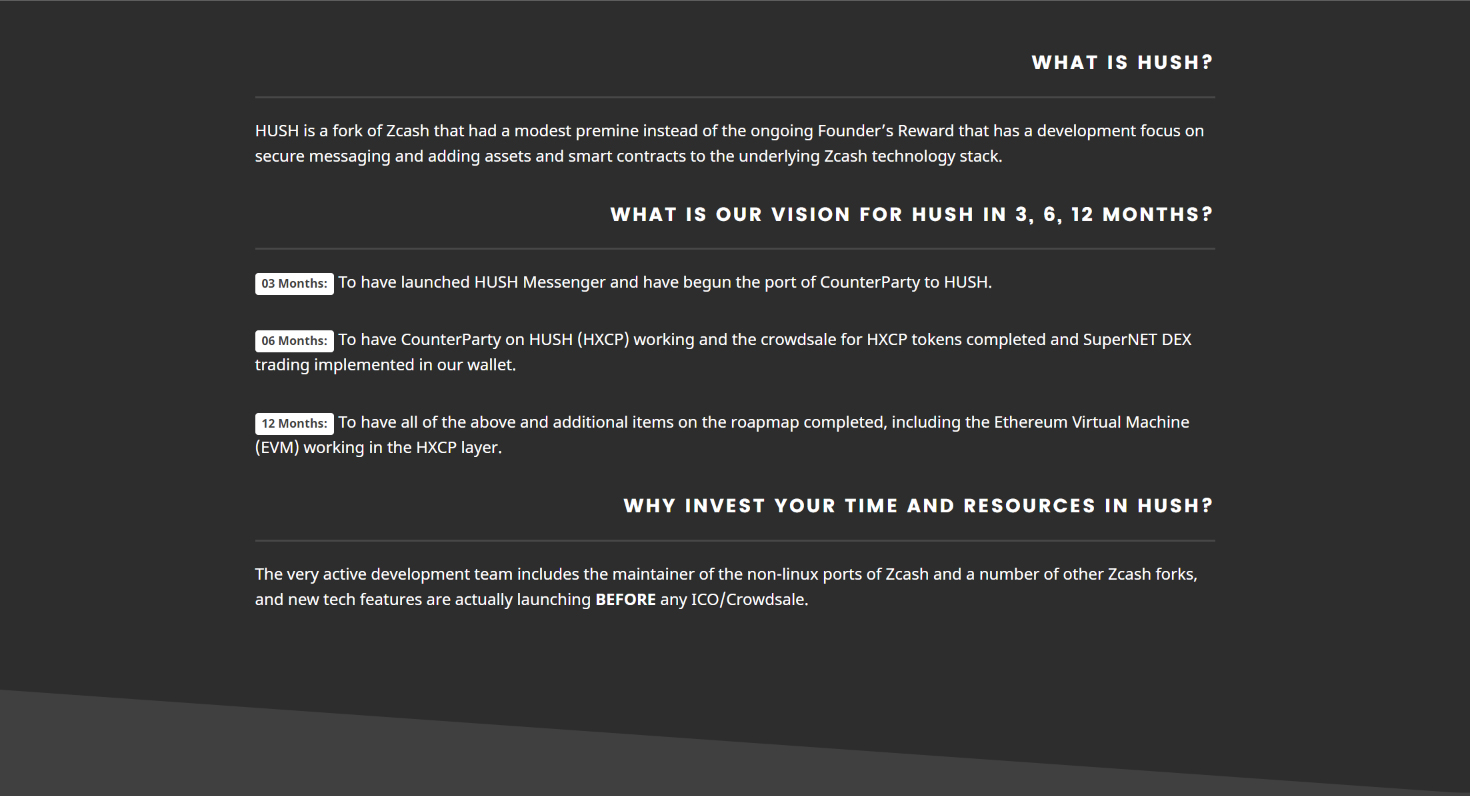 WHAT IS HUSH?
HUSH is a fork of Zcash that had a modest premine instead of the ongoing Founder’s Reward that has a development focus on
secure messaging and adding assets and smart contracts to the underlying Zcash technology stack.
WHAT IS OUR VISION FOR HUSH IN 3, 6, 12 MONTHS?
03 Months: To have launched HUSH Messenger and have begun the port of CounterParty to HUSH.
06 Months: To have CounterParty on HUSH (HXCP) working and the crowdsale for HXCP tokens completed and SuperNET DEX
trading implemented in our wallet.
12 Months: To have all of the above and additional items on the roapmap completed, including the Ethereum Virtual Machine
(EVM) working in the HXCP layer.
WHY INVEST YOUR TIME AND RESOURCES IN HUSH?
The very active development team includes the maintainer of the non-linux ports of Zcash and a number of other Zcash forks,
and new tech features are actually launching BEFORE any ICO/Crowdsale.